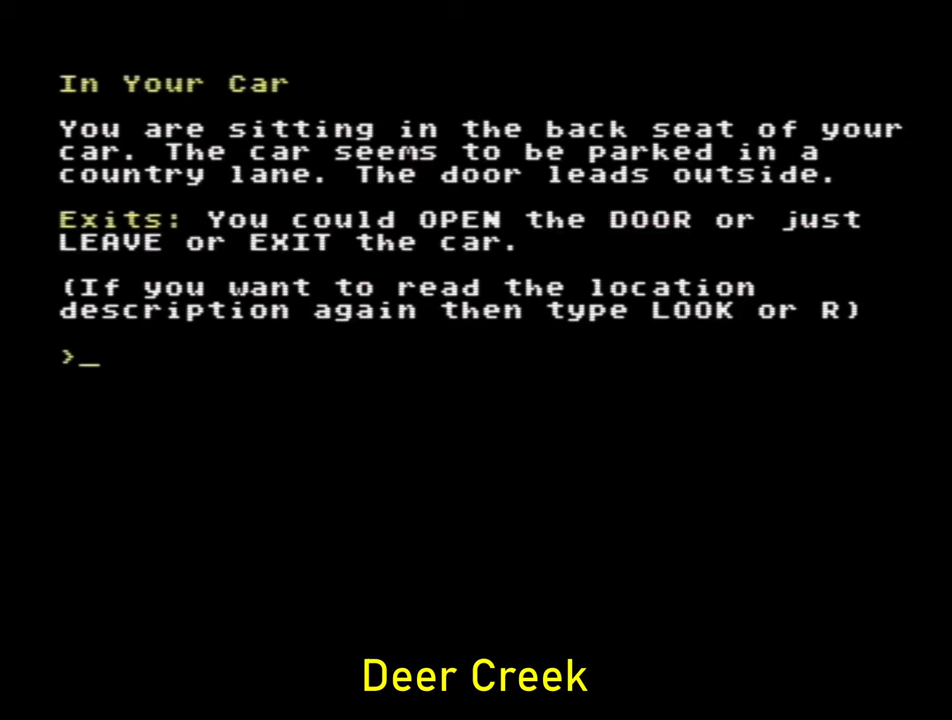 In Your Car
You are sitting in the back seat of your
car. The car seems to be parked in a
country lane. The door leads outside.
Exits: You could OPEN the DOOR or just
LEAVE or EXIT the car.
(If you want to read the location
description again then type LOOK or R)
>_
Deer Creek